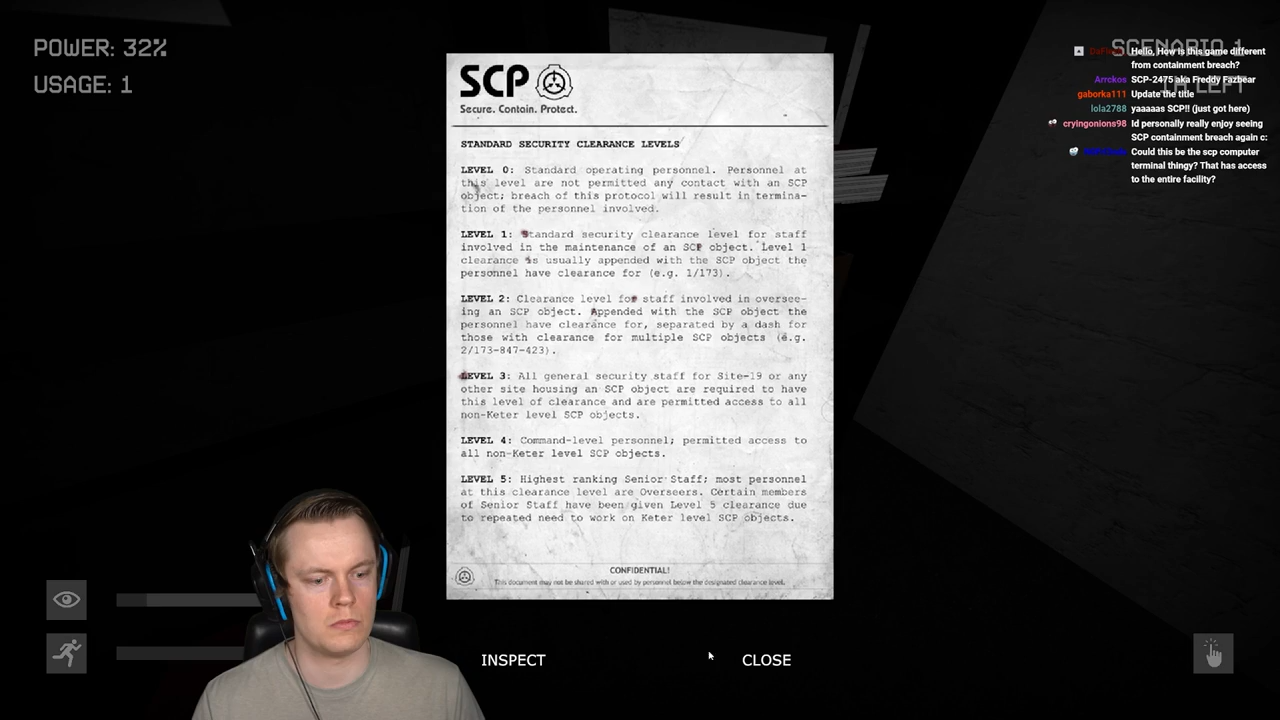 POWER: 32%
USAGE: 1
SCP
Secure. Contain. Protect.
STANDARD SECURITY CLEARANCE LEVELS
LEVEL 0: Standard operating personnel. Personnel at
this level are not permitted any contact with an SCP
object; breach of this protocol will result in termina-
tion of the personnel involved.
LEVEL 1: Standard security clearance level for staff
involved in the maintenance of an SCP object. Level 1
clearance is usually appended with the SCP object the
personnel have clearance for (e.g. 1/173).
LEVEL 2: Clearance level for staff involved in oversee-
ing an SCP object. Appended with the SCP object the
personnel have clearance for, separated by a dash for
those with clearance for multiple SCP objects (e.g.
2/173-847-423).
LEVEL 3: All general security staff for Site-19 or any
other site housing an SCP object are required to have
this level of clearance and are permitted access to all
non-Keter level SCP objects.
LEVEL 4: Command-level personnel; permitted access to
all non-Keter level SCP objects.
LEVEL 5: Highest ranking Senior Staff; most personnel
at this clearance level are Overseers. Certain members
of Senior Staff have been given Level 5 clearance due
to repeated need to work on Keter level SCP objects.
CONFIDENTIAL!
This document may not be shared with or used by personnel below the designated clearance level.
INSPECT
CLOSE
SCENARIO 1
LEFT
Hello, How is this game different
from containment breach?
Arrckos SCP-2475 aka Freddy Fazbear
gaborka111 Update the title
lola2788 yaaaaas SCP!! (just got here)
cryingonions98 Id personally really enjoy seeing
SCP containment breach again c:
Could this be the scp computer
terminal thingy? That has access
to the entire facility?